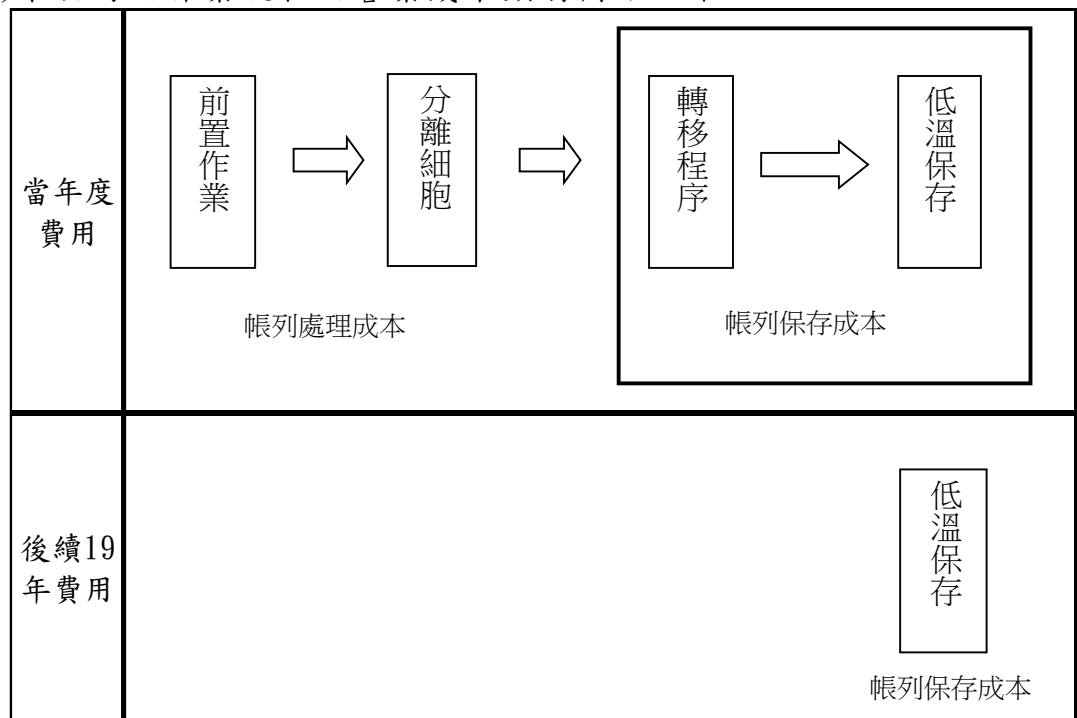 當年度
費用
前置作業
分離細胞
轉移程序
低溫保存
帳列處理成本
帳列保存成本
後續19
年費用
低溫保存
帳列保存成本